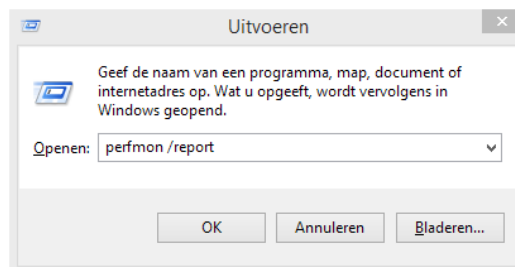 Uitvoeren
Geef de naam van een programma, map, document of
internetadres op. Wat u opgeeft, wordt vervolgens in
Windows geopend.
Openen: perfmon /report
OK Annuleren Bladeren...